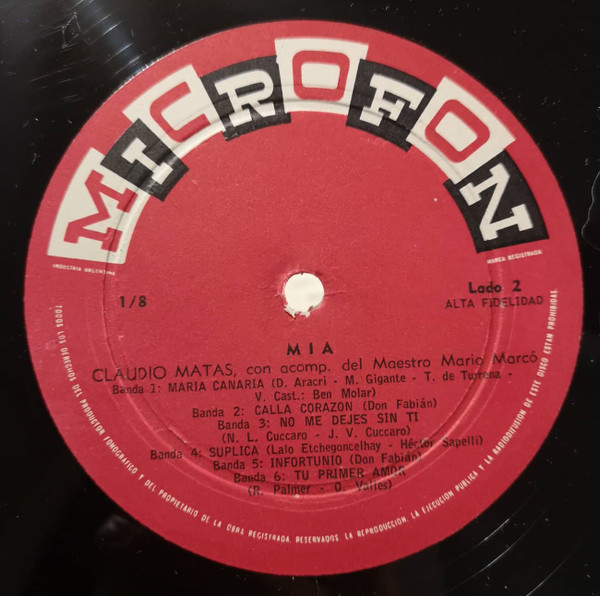 MICROFON
INDUSTRIA ARGENTINA
MARCA REGISTRADA
1/8
Lado 2
ALTA FIDELIDAD
MIA
CLAUDIO MATAS, con acomp. del Maestro Mario Marcó
Banda 1: MARIA CANARIA (D. Aracri - M. Gigante - T. de Turrena -
V. Cast.: Ben Molar)
Banda 2: CALLA CORAZON (Don Fabián)
Banda 3: NO ME DEJES SIN TI
(N. L. Cuccaro - J. V. Cuccaro)
Banda 4: SUPLICA (Lalo Etchegoncelhay - Héctor Sapelli)
Banda 5: INFORTUNIO (Don Fabián)
Banda 6: TU PRIMER AMOR
(R. Palmer - O. Valles)
TODOS LOS DERECHOS DEL PRODUCTOR FONOGRAFICO Y DEL PROPIETARIO DE LA OBRA REGISTRADA, RESERVADOS. LA REPRODUCCION, LA EJECUCION PUBLICA Y LA RADIODIFUSION DE ESTE DISCO ESTAN PROHIBIDAS.